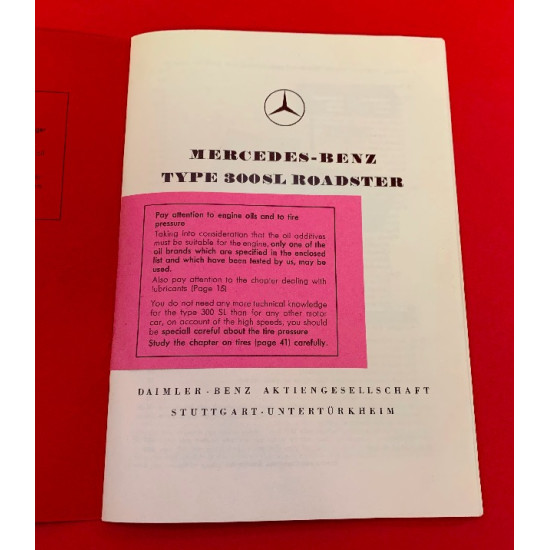 MERCEDES-BENZ
TYPE 300SL ROADSTER
Pay attention to engine oils and to tire
pressure
Taking into consideration that the oil additives
must be suitable for the engine, only one of the
oil brands which are specified in the enclosed
list and which have been tested by us, may be
used.
Also pay attention to the chapter dealing with
lubricants (Page 15)
You do not need any more technical knowledge
for the type 300 SL than for any other motor
car, on account of the high speeds, you should
be speciall careful about the tire pressure
Study the chapter on tires (page 41) carefully.
DAIMLER-BENZ AKTIENGESELLSCHAFT
STUTTGART-UNTERTÜRKHEIM